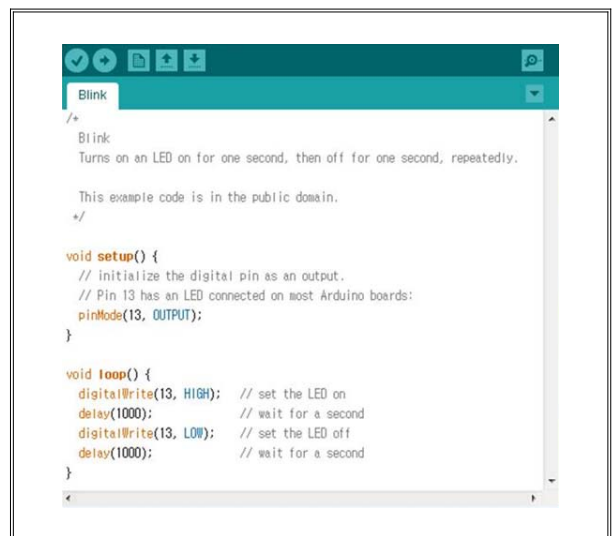 Blink
/*
Blink
Turns on an LED on for one second, then off for one second, repeatedly.
This example code is in the public domain.
*/
void setup() {
// initialize the digital pin as an output.
// Pin 13 has an LED connected on most Arduino boards:
pinMode(13, OUTPUT);
}
void loop() {
digitalWrite(13, HIGH); // set the LED on
delay(1000); // wait for a second
digitalWrite(13, LOW); // set the LED off
delay(1000); // wait for a second
}